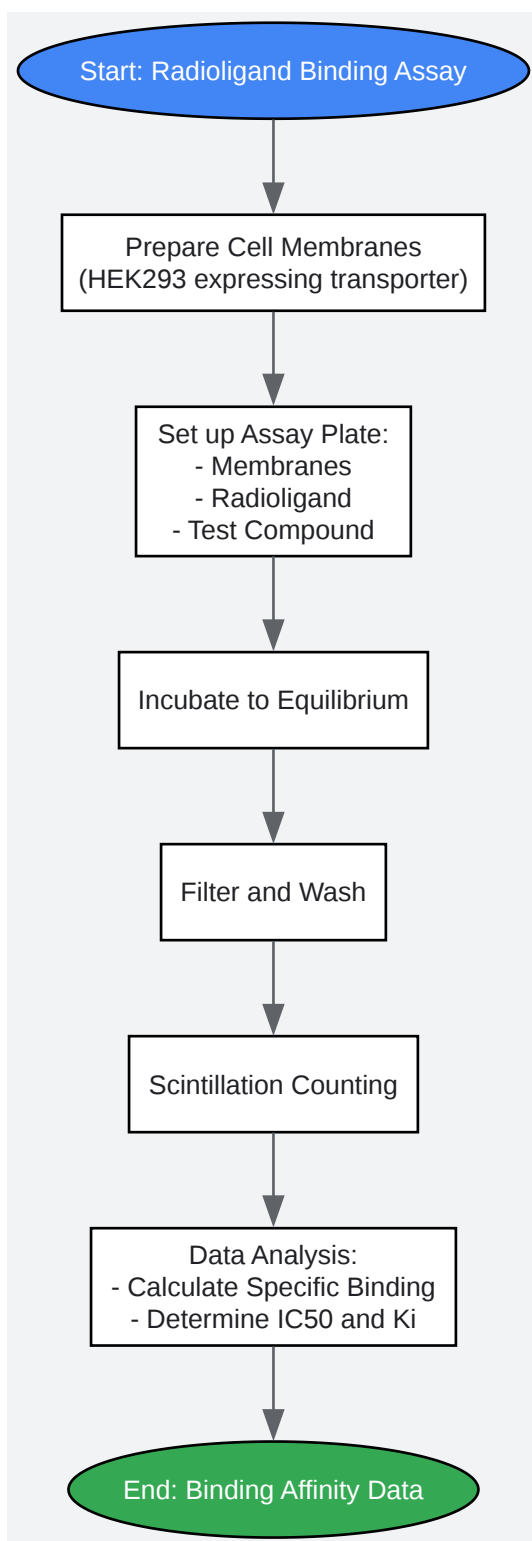 Start: Radioligand Binding Assay
Prepare Cell Membranes
(HEK293 expressing transporter)
Set up Assay Plate:
- Membranes
- Radioligand
- Test Compound
Incubate to Equilibrium
Filter and Wash
Scintillation Counting
Data Analysis:
- Calculate Specific Binding
- Determine IC50 and Ki
End: Binding Affinity Data